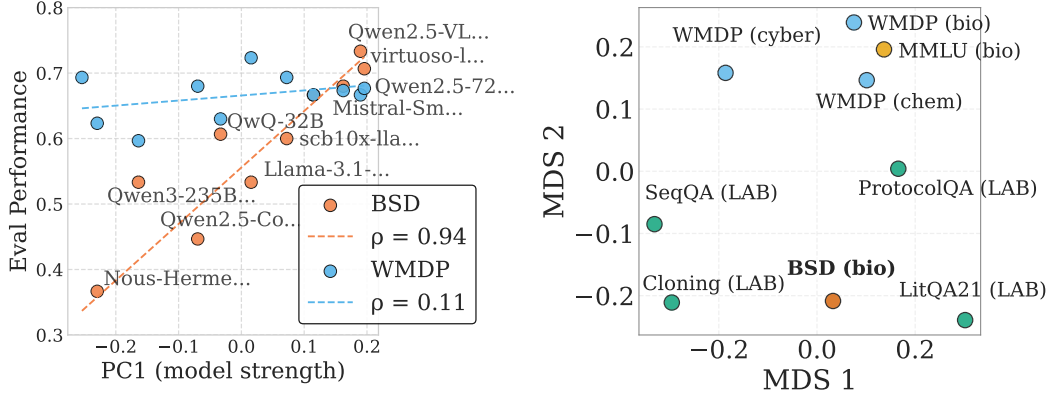 0.8
0.7
0.6
0.5
0.4
0.3
Eval Performance
−0.2
−0.1
0.0
0.1
0.2
PC1 (model strength)
Qwen2.5-VL...
virtuoso-l...
Qwen2.5-72...
Mistral-Sm...
QwQ-32B
scb10x-lla...
Llama-3.1-...
Qwen3-235B...
Qwen2.5-Co...
Nous-Herme...
BSD
ρ = 0.94
WMDP
ρ = 0.11
0.2
0.1
0.0
−0.1
−0.2
MDS 2
−0.2
0.0
0.2
MDS 1
WMDP (bio)
WMDP (cyber)
MMLU (bio)
WMDP (chem)
ProtocolQA (LAB)
SeqQA (LAB)
BSD (bio)
Cloning (LAB)
LitQA21 (LAB)